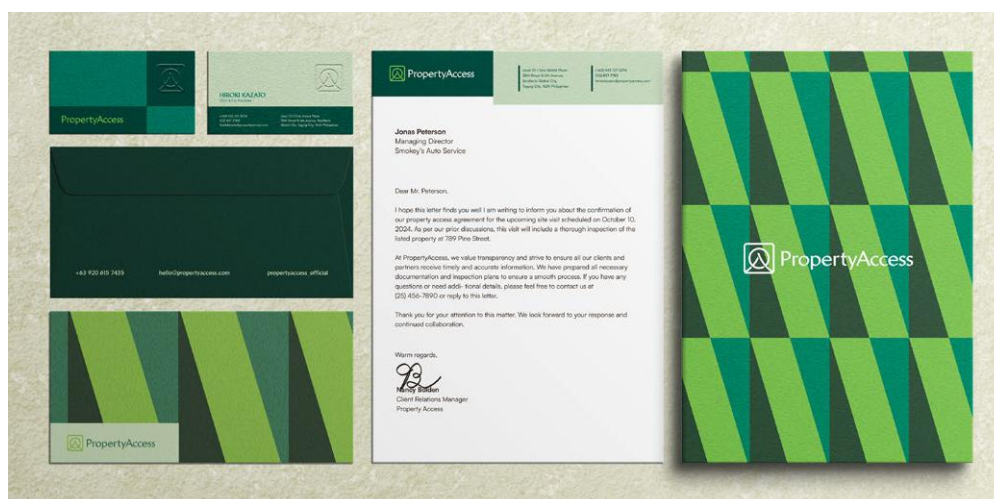 PropertyAccess
HIROKI KAZATO
+63 920 615 7435
hello@propertyaccess.com
propertyaccess official
PropertyAccess
PropertyAccess
Jonas Peterson
Managing Director
Smokey's Auto Service
Dear Mr. Peterson,
I hope this letter finds you well I am writing to inform you about the confirmation of
our property access agreement for the upcoming site visit scheduled on October 10,
2024. As per our prior discussions, this visit will include a thorough inspection of the
listed property at 789 Pine Street.
At PropertyAccess, we value transparency and strive to ensure all our clients and
partners receive timely and accurate information. We have prepared all necessary
documentation and inspection plans to ensure a smooth process. If you have any
questions or need addi- tional details, please feel free to contact us at
(25) 456-7890 or reply to this letter.
Thank you for your attention to this matter. We look forward to your response and
continued collaboration.
Warm regards,
Nancy Bolden
Client Relations Manager
Property Access
PropertyAccess